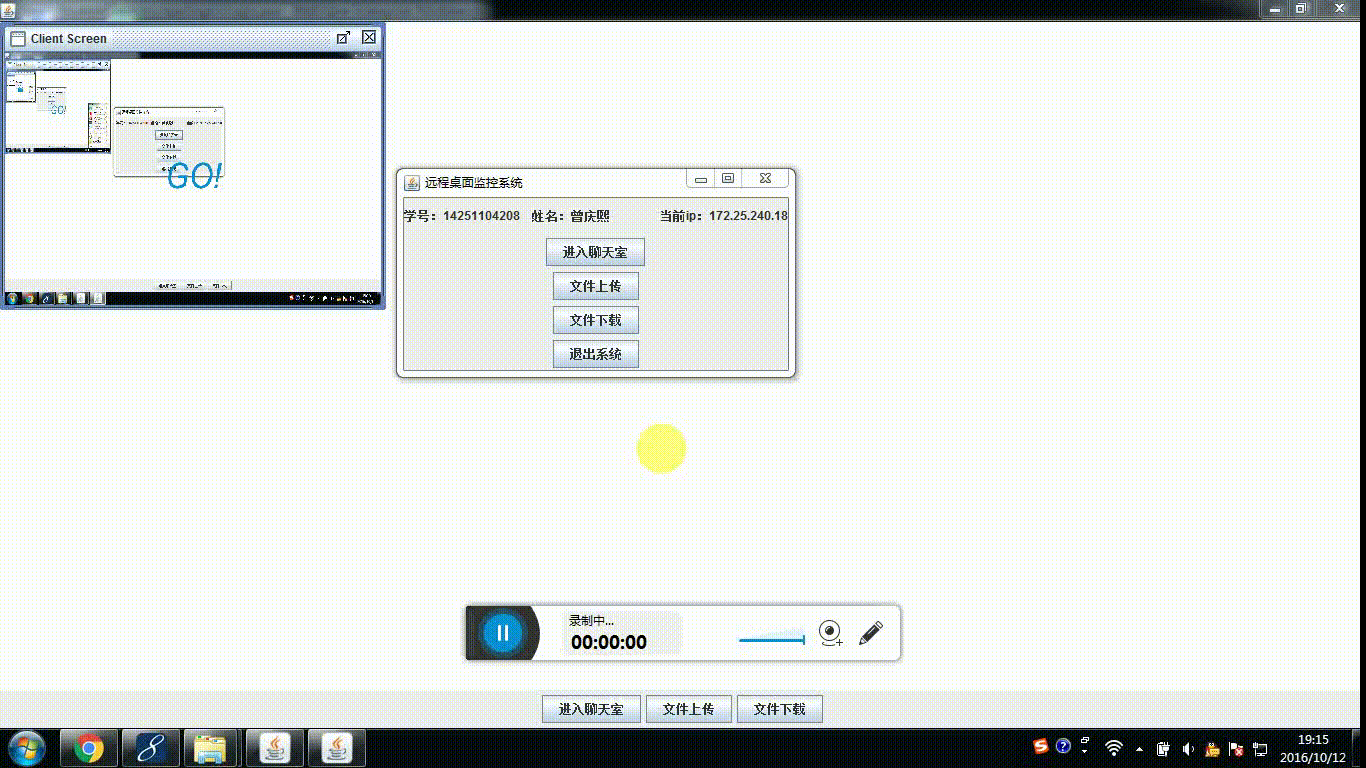 Client Screen
GO!
远程桌面监控系统
学号：14251104208 姓名：曾庆熙 当前ip：172.25.240.18
进入聊天室
文件上传
文件下载
退出系统
录制中...
00:00:00
进入聊天室 文件上传 文件下载
19:15
2016/10/12